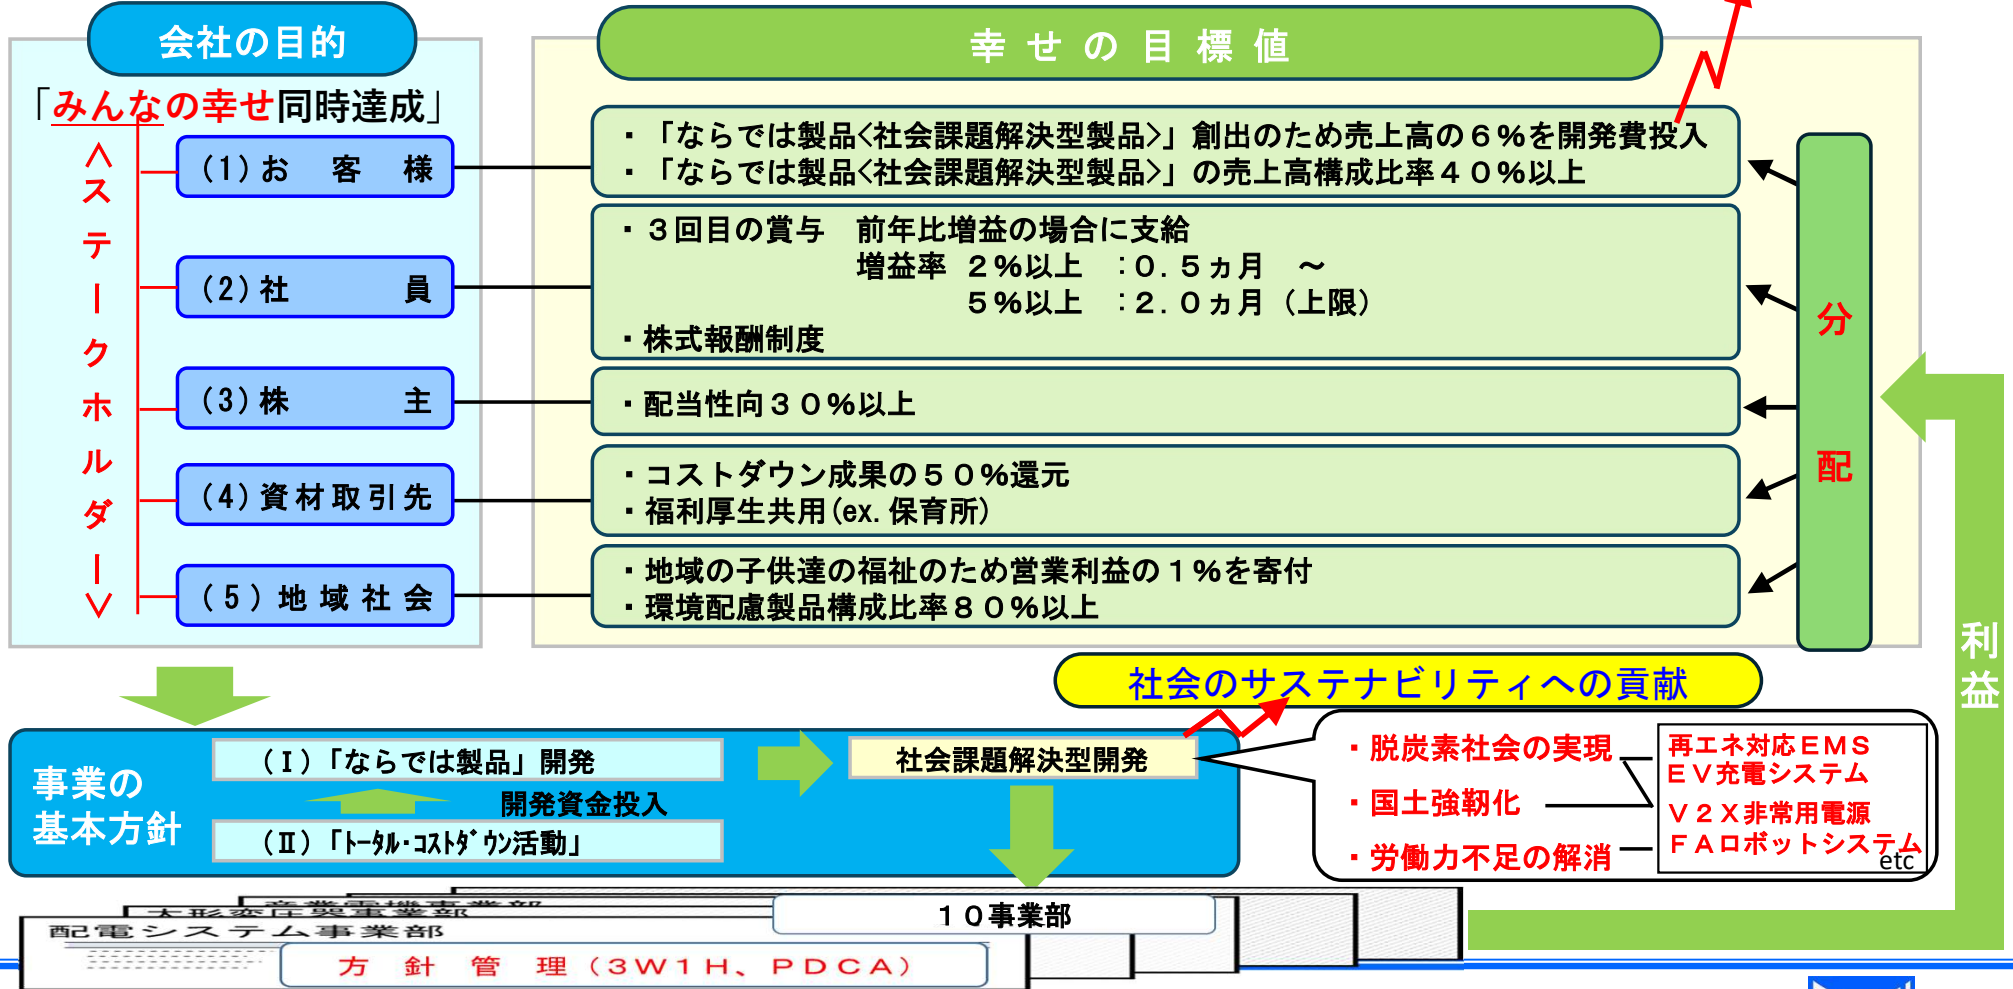 会社の目的
「みんなの幸せ同時達成」
<ステークホルダー>
(1)お客様
(2)社員
(3)株主
(4)資材取引先
(5)地域社会
幸せの目標値
・「ならでは製品<社会課題解決型製品>」創出のため売上高の6%を開発費投入
・「ならでは製品<社会課題解決型製品>」の売上高構成比率40%以上
・3回目の賞与 前年比増益の場合に支給
増益率 2%以上 :0.5ヵ月 ~
5%以上 :2.0ヵ月(上限)
・株式報酬制度
・配当性向30%以上
・コストダウン成果の50%還元
・福利厚生共用(ex.保育所)
・地域の子供達の福祉のため営業利益の1%を寄付
・環境配慮製品構成比率80%以上
分配
利益
社会のサステナビリティへの貢献
事業の
基本方針
(Ⅰ)「ならでは製品」開発
開発資金投入
(Ⅱ)「トータル・コストダウン活動」
社会課題解決型開発
・脱炭素社会の実現
・国土強靭化
・労働力不足の解消
再エネ対応EMS
EV充電システム
V2X非常用電源
FAロボットシステム
etc
10事業部
産業電機事業部
大形変圧器事業部
配電システム事業部
方針管理(3W1H、PDCA)